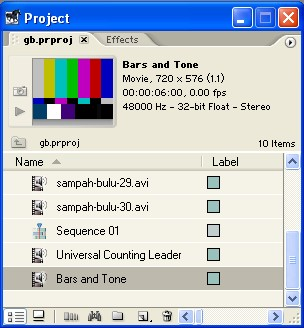 Project
gb.prproj
Effects
Bars and Tone
Movie, 720 x 576 (1.1)
00:00:06:00, 0.00 fps
48000 Hz - 32-bit Float - Stereo
gb.prproj
10 Items
Name Label
sampah-bulu-29.avi
sampah-bulu-30.avi
Sequence 01
Universal Counting Leader
Bars and Tone